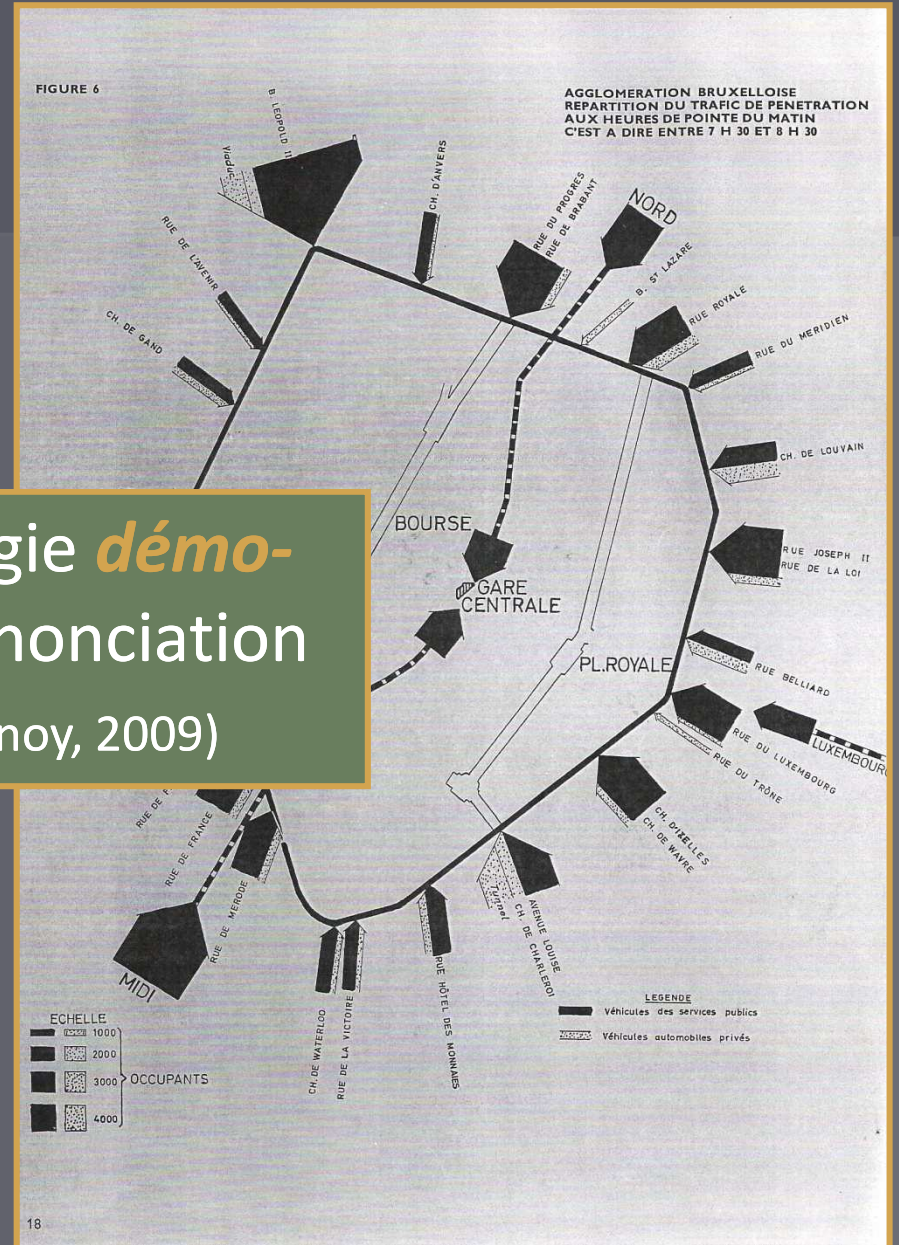 FIGURE 6
AGGLOMERATION BRUXELLOISE
REPARTITION DU TRAFIC DE PENETRATION
AUX HEURES DE POINTE DU MATIN
C'EST A DIRE ENTRE 7 H 30 ET 8 H 30
B. LEOPOLD II
Viaduc
CH. D'ANVERS
RUE DU PROGRES
RUE DE BRABANT
NORD
B. ST LAZARE
RUE ROYALE
RUE DU MERIDIEN
RUE DE L'AVENIR
CH. DE GAND
CH. DE LOUVAIN
gie démo-
nonciation
noy, 2009)
BOURSE
GARE
CENTRALE
RUE JOSEPH II
RUE DE LA LOI
PL. ROYALE
RUE BELLIARD
LUXEMBOURG
RUE DU LUXEMBOURG
RUE DU TRÔNE
CH. D'IXELLES
CH. DE WAVRE
RUE DE
RUE DE FRANCE
RUE DE MERODE
MIDI
Tunnel
AVENUE LOUISE
CH. DE CHARLEROI
RUE HÔTEL DES MONNAIES
CH. DE WATERLOO
RUE DE LA VICTOIRE
LEGENDE
Véhicules des services publics
Véhicules automobiles privés
ECHELLE
1000
2000
3000
4000
OCCUPANTS
18